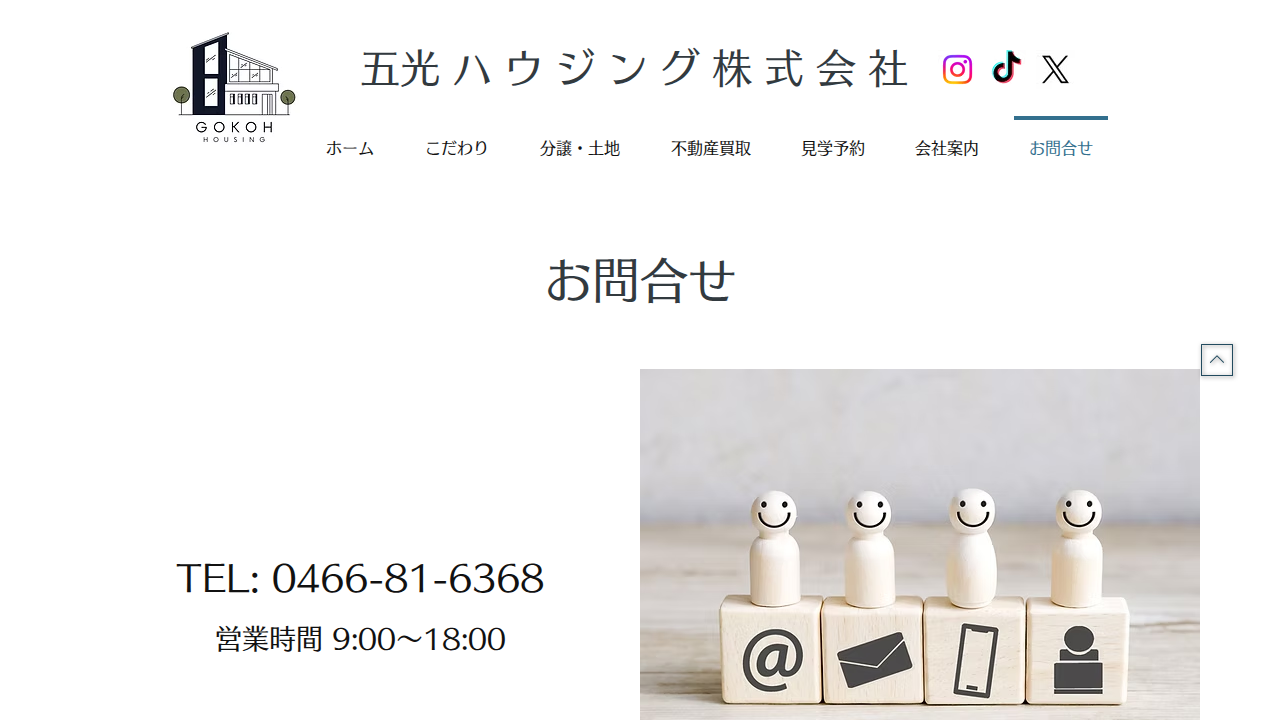 五光ハウジング株式会社
GOKOH
HOUSING
ホーム こだわり 分譲・土地 不動産買取 見学予約 会社案内 お問合せ
お問合せ
TEL: 0466-81-6368
営業時間 9:00～18:00
@